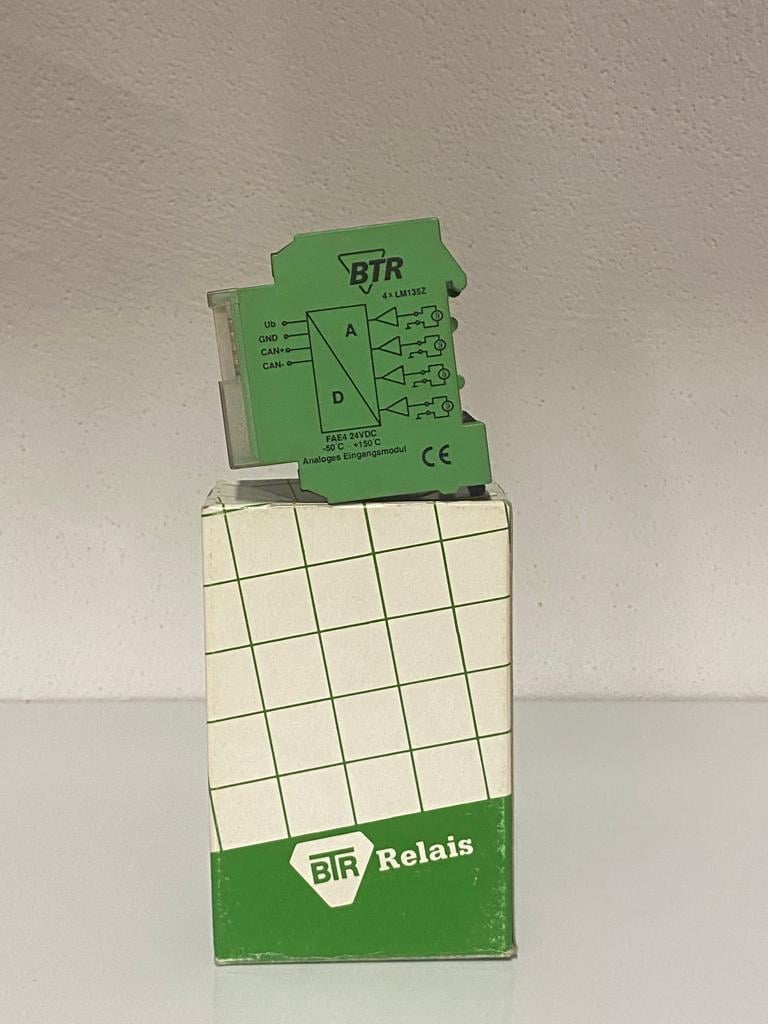 BTR
4 x LM135Z
Ub
GND
CAN+
CAN-
A
D
FAE4 24VDC
-50°C +150°C
Analoges Eingangsmodul
CE
BTR Relais